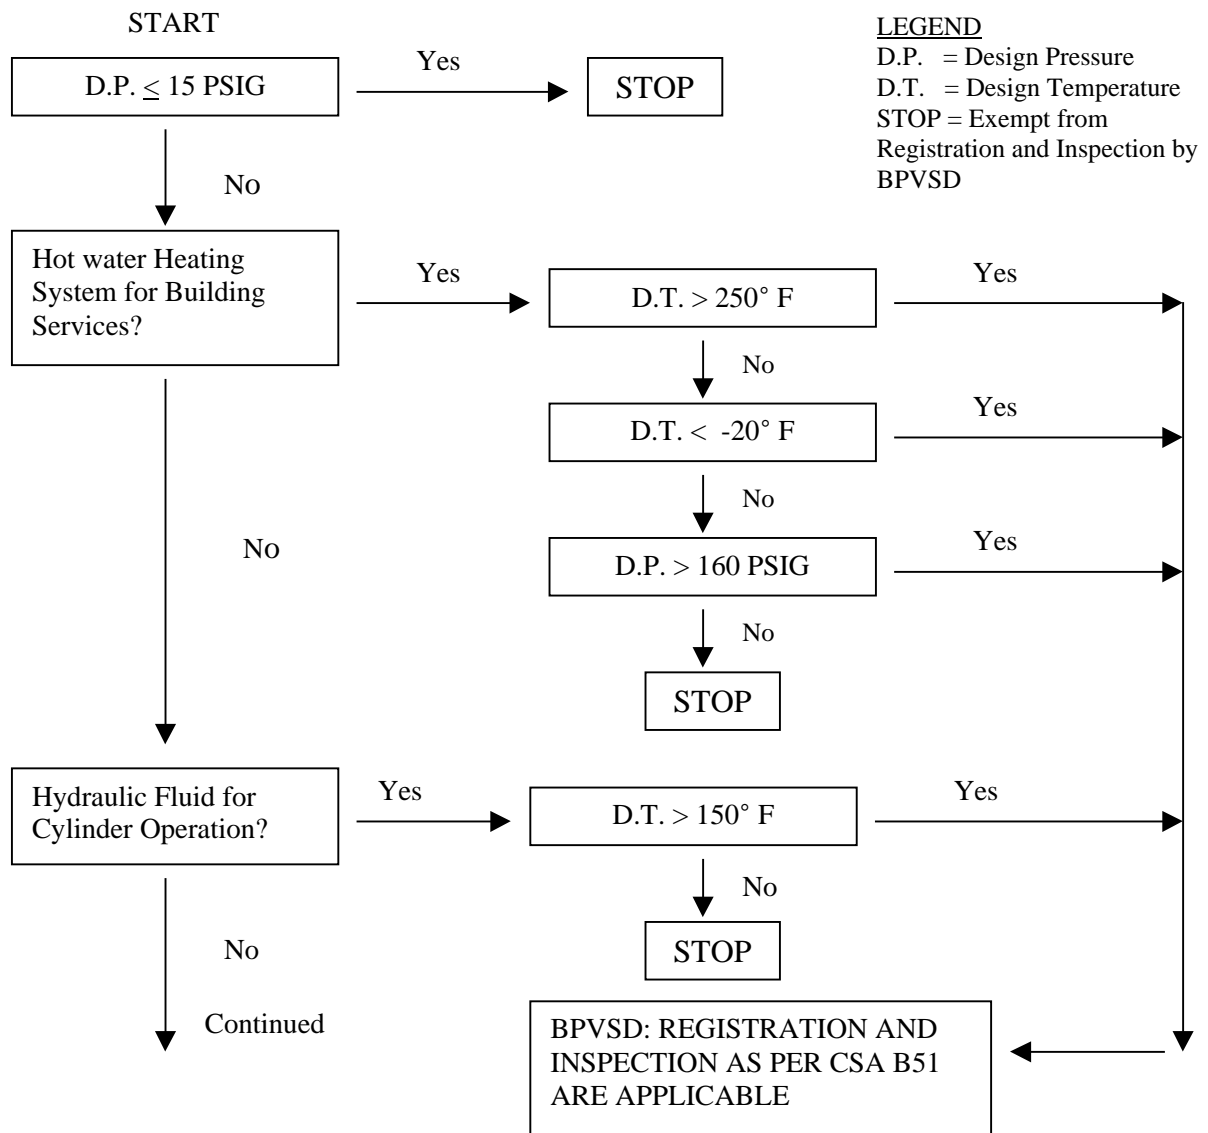 START
D.P. ≤ 15 PSIG
Yes
STOP
LEGEND
D.P. = Design Pressure
D.T. = Design Temperature
STOP = Exempt from
Registration and Inspection by
BPVSD
No
Hot water Heating
System for Building
Services?
Yes
D.T. > 250° F
Yes
No
D.T. < -20° F
Yes
No
No
D.P. > 160 PSIG
Yes
No
STOP
Hydraulic Fluid for
Cylinder Operation?
Yes
D.T. > 150° F
Yes
No
STOP
No
Continued
BPVSD: REGISTRATION AND
INSPECTION AS PER CSA B51
ARE APPLICABLE